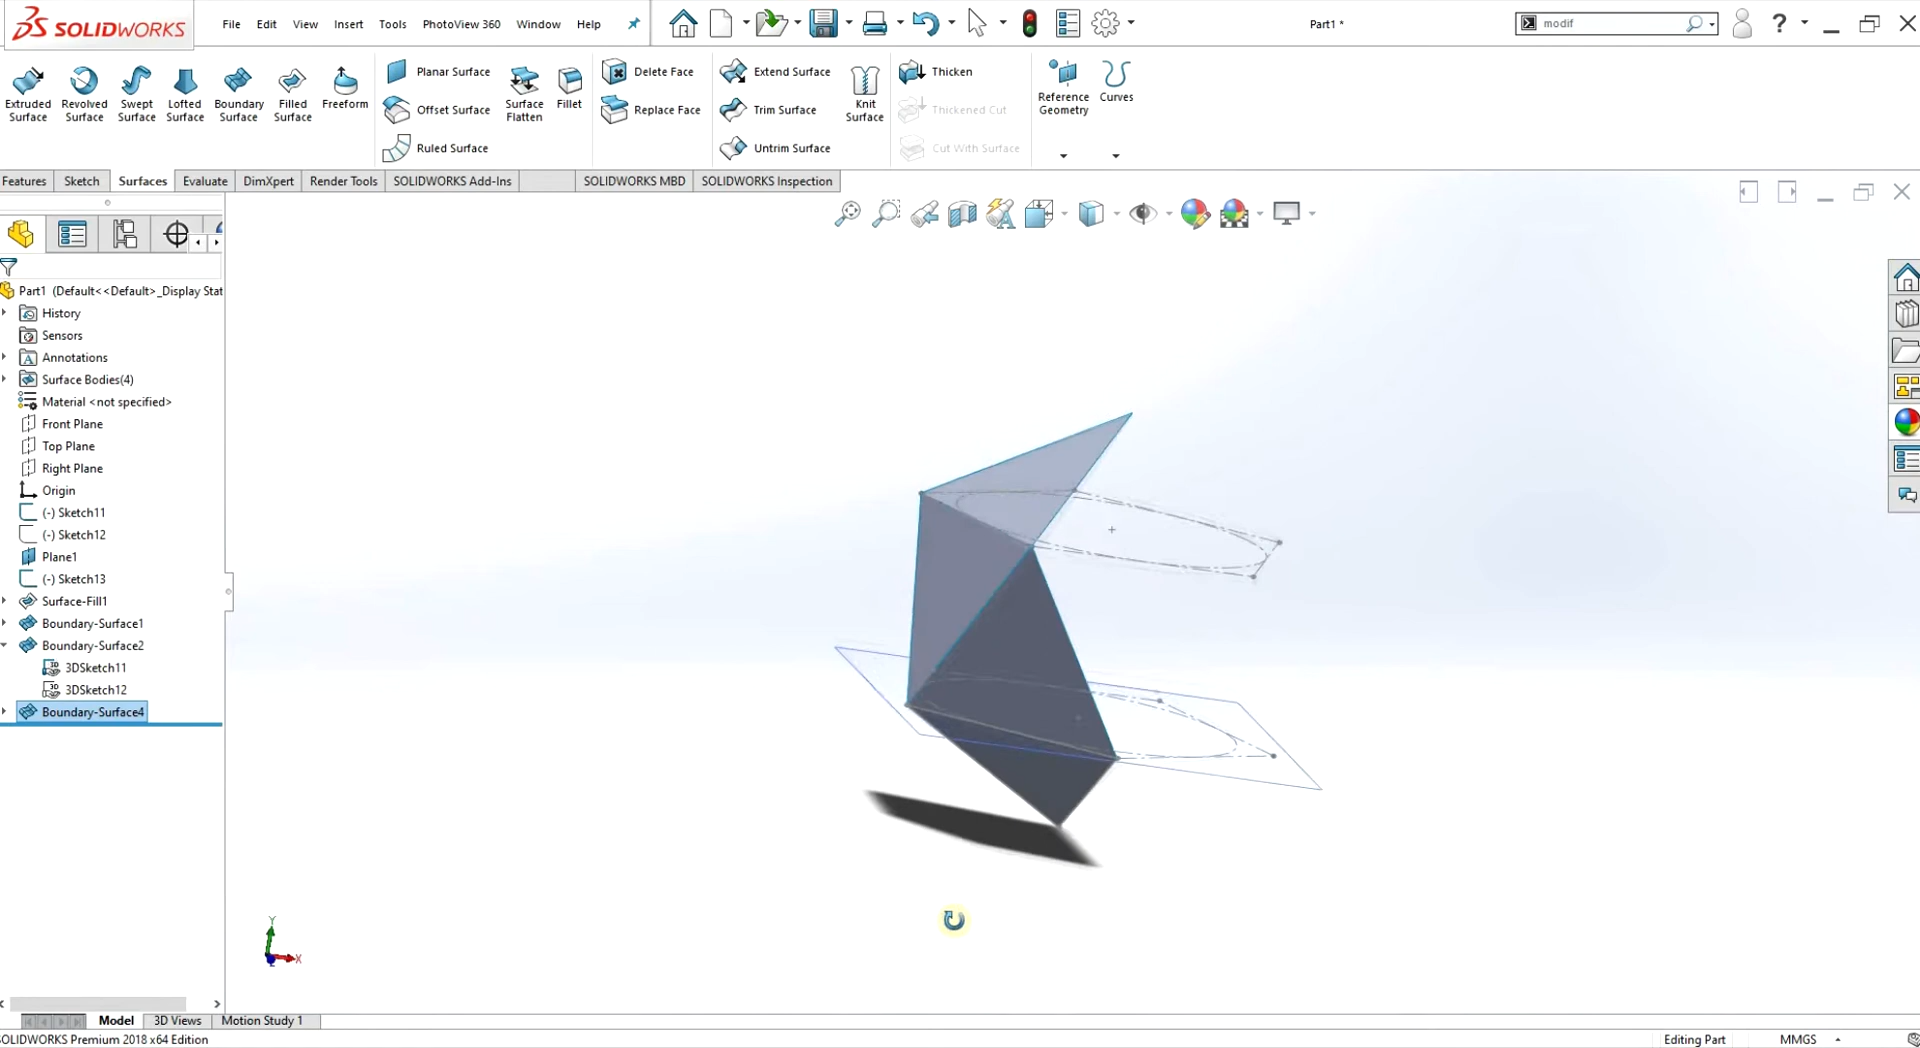 SOLIDWORKS File Edit View Insert Tools PhotoView 360 Window Help Part1 * modif
Extruded Surface
Revolved Surface
Swept Surface
Lofted Surface
Boundary Surface
Filled Surface
Freeform
Planar Surface
Offset Surface
Ruled Surface
Surface Flatten
Fillet
Delete Face
Replace Face
Extend Surface
Trim Surface
Untrim Surface
Knit Surface
Thicken
Thickened Cut
Cut With Surface
Reference Geometry
Curves
Features Sketch Surfaces Evaluate DimXpert Render Tools SOLIDWORKS Add-Ins SOLIDWORKS MBD SOLIDWORKS Inspection
Part1 (Default<<Default>_Display Stat
History
Sensors
Annotations
Surface Bodies(4)
Material <not specified>
Front Plane
Top Plane
Right Plane
Origin
(-) Sketch11
(-) Sketch12
Plane1
(-) Sketch13
Surface-Fill1
Boundary-Surface1
Boundary-Surface2
3DSketch11
3DSketch12
Boundary-Surface4
Y
X
Z
Model 3D Views Motion Study 1
SOLIDWORKS Premium 2018 x64 Edition Editing Part MMGS